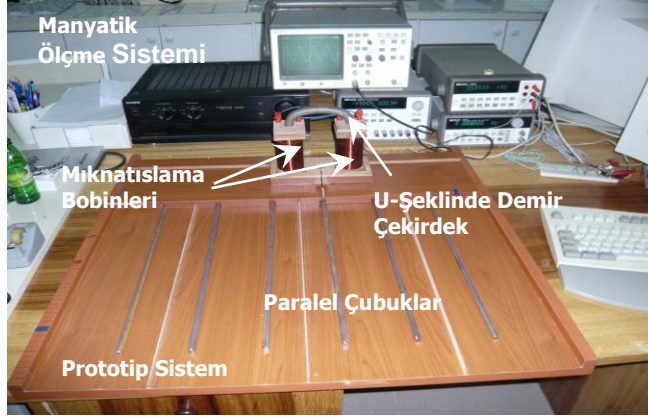 Manyatik
Ölçme Sistemi
Mıknatıslama
Bobinleri
U-Şeklinde Demir
Çekirdek
Paralel Çubuklar
Prototip Sistem